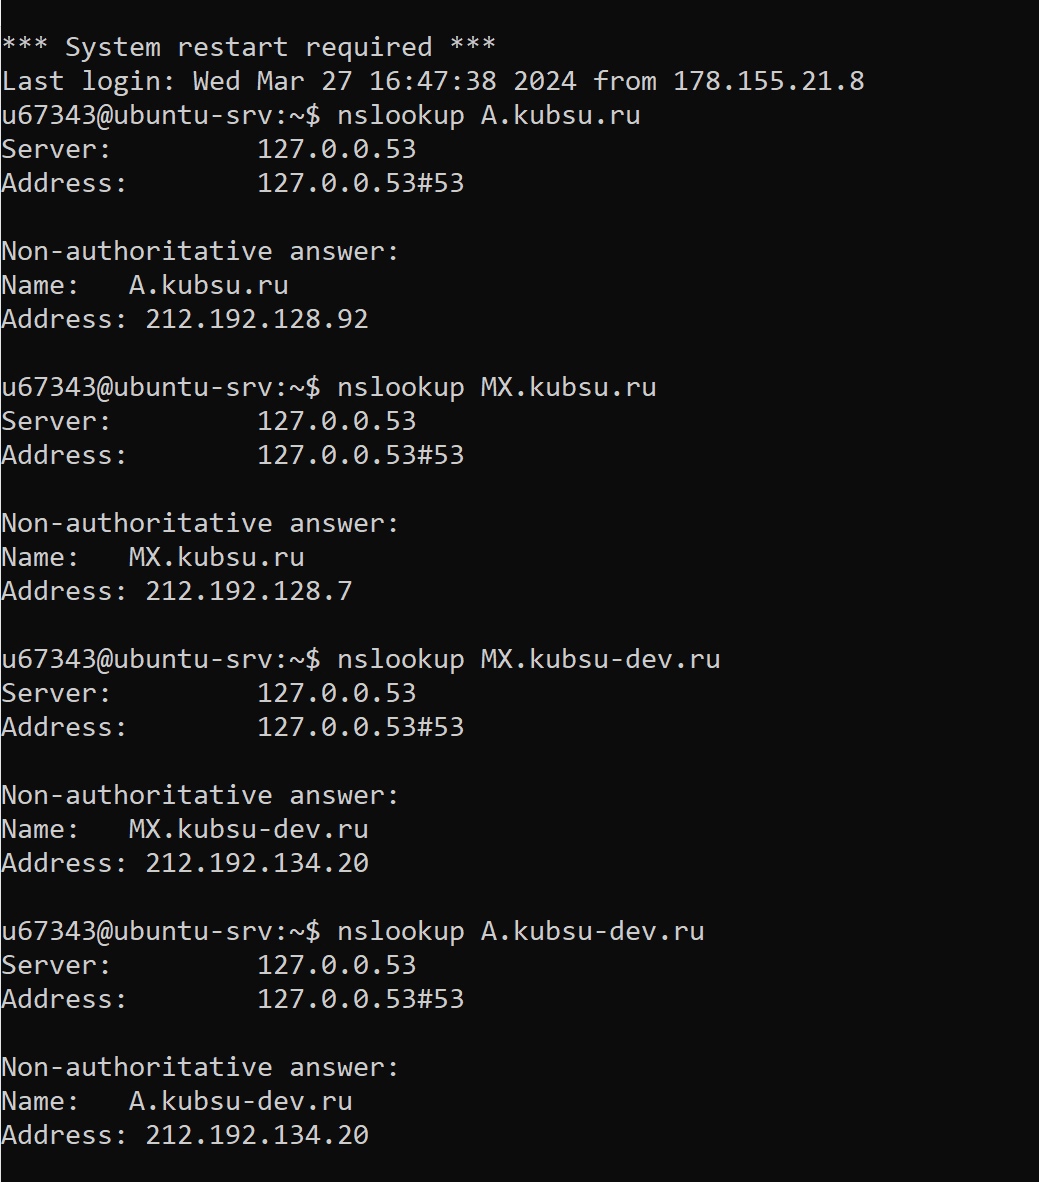 *** System restart required ***
Last login: Wed Mar 27 16:47:38 2024 from 178.155.21.8
u67343@ubuntu-srv:~$ nslookup A.kubsu.ru
Server:         127.0.0.53
Address:        127.0.0.53#53

Non-authoritative answer:
Name:   A.kubsu.ru
Address: 212.192.128.92

u67343@ubuntu-srv:~$ nslookup MX.kubsu.ru
Server:         127.0.0.53
Address:        127.0.0.53#53

Non-authoritative answer:
Name:   MX.kubsu.ru
Address: 212.192.128.7

u67343@ubuntu-srv:~$ nslookup MX.kubsu-dev.ru
Server:         127.0.0.53
Address:        127.0.0.53#53

Non-authoritative answer:
Name:   MX.kubsu-dev.ru
Address: 212.192.134.20

u67343@ubuntu-srv:~$ nslookup A.kubsu-dev.ru
Server:         127.0.0.53
Address:        127.0.0.53#53

Non-authoritative answer:
Name:   A.kubsu-dev.ru
Address: 212.192.134.20